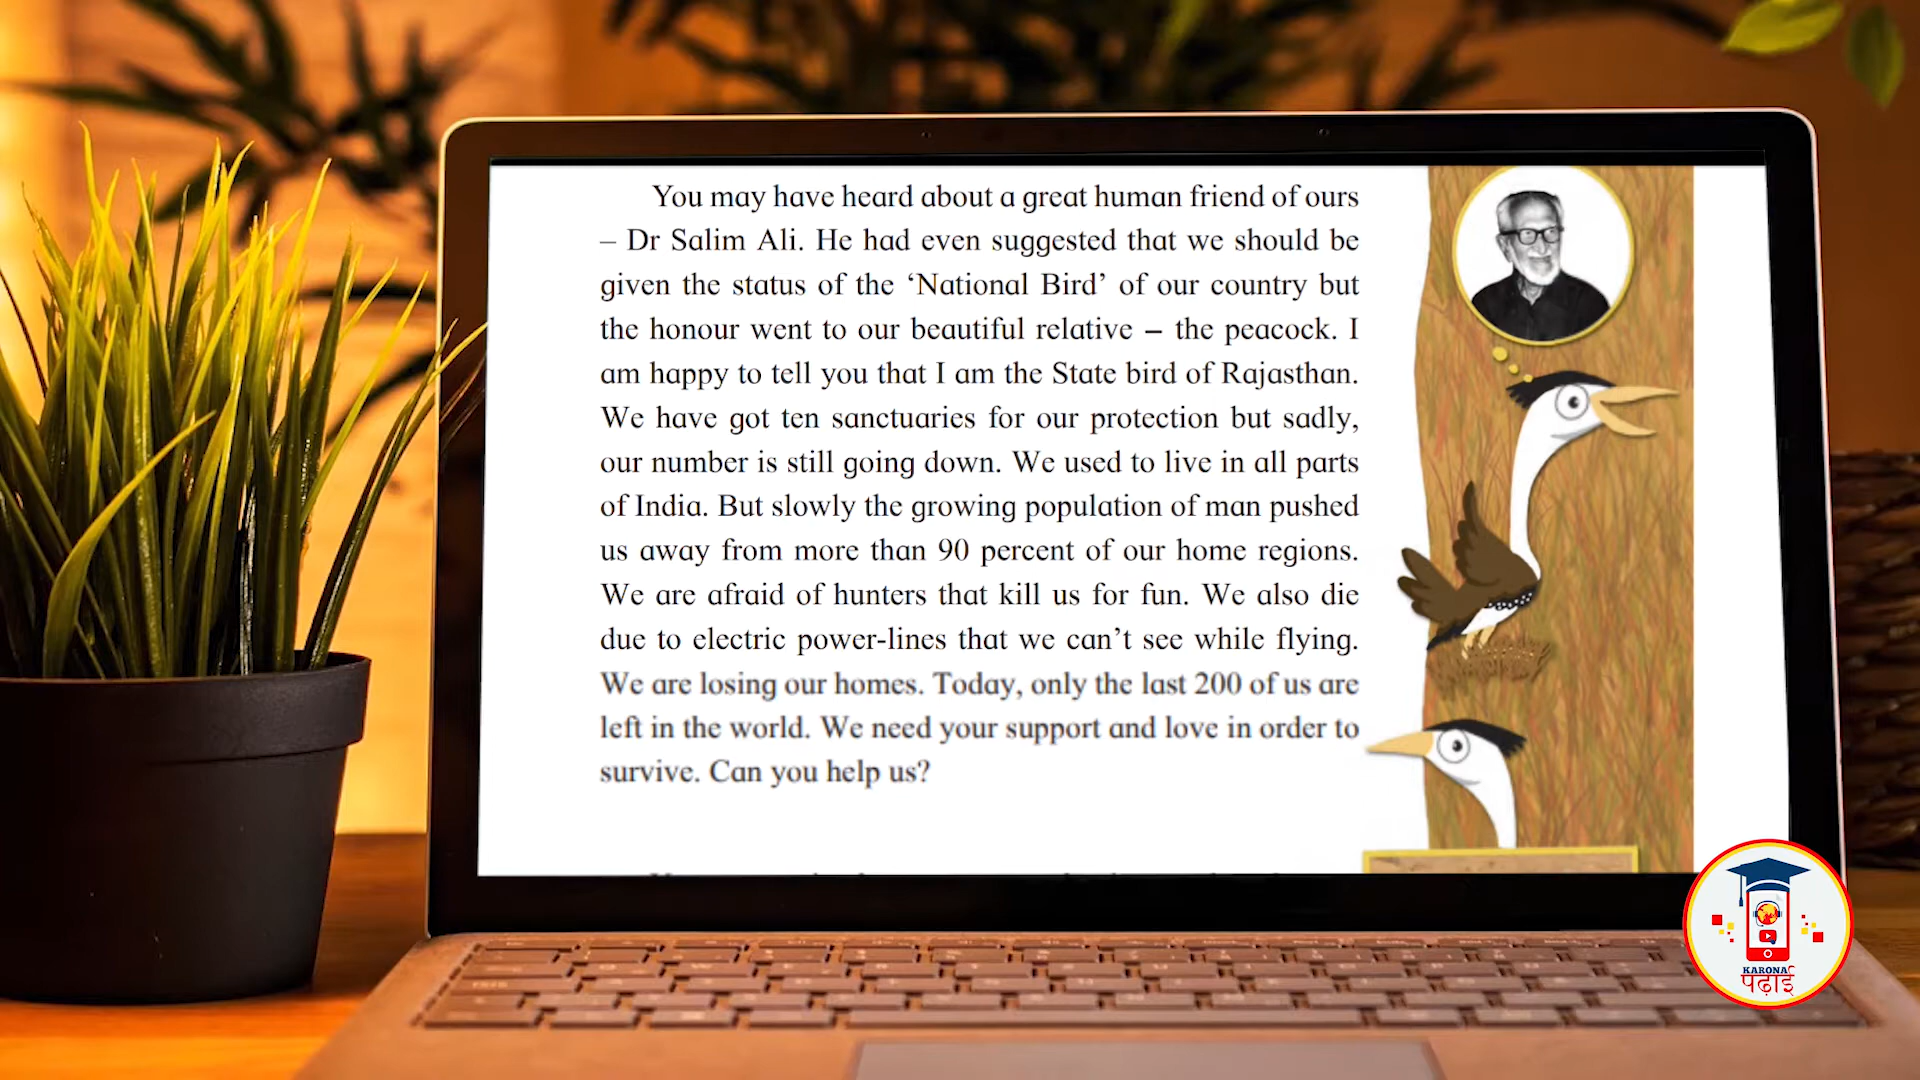 You may have heard about a great human friend of ours
– Dr Salim Ali. He had even suggested that we should be
given the status of the ‘National Bird’ of our country but
the honour went to our beautiful relative – the peacock. I
am happy to tell you that I am the State bird of Rajasthan.
We have got ten sanctuaries for our protection but sadly,
our number is still going down. We used to live in all parts
of India. But slowly the growing population of man pushed
us away from more than 90 percent of our home regions.
We are afraid of hunters that kill us for fun. We also die
due to electric power-lines that we can’t see while flying.
We are losing our homes. Today, only the last 200 of us are
left in the world. We need your support and love in order to
survive. Can you help us?
KARONA
पढ़ाई